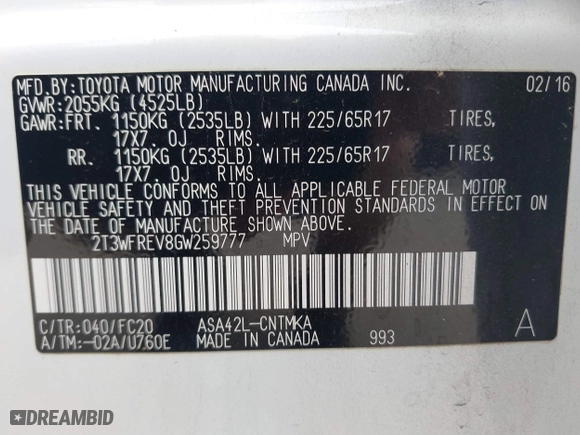 MFD.BY:TOYOTA MOTOR MANUFACTURING CANADA INC. 02/16
GVWR:2055KG (4525LB)
GAWR:FRT. 1150KG (2535LB) WITH 225/65R17 TIRES,
17X7.0J RIMS.
RR. 1150KG (2535LB) WITH 225/65R17 TIRES,
17X7.0J RIMS.
THIS VEHICLE CONFORMS TO ALL APPLICABLE FEDERAL MOTOR
VEHICLE SAFETY AND THEFT PREVENTION STANDARDS IN EFFECT ON
THE DATE OF MANUFACTURE SHOWN ABOVE.
2T3WFREV8GW259777 MPV
C/TR:040/FC20 ASA42L-CNTMKA A
A/TM:-02A/U760E MADE IN CANADA 993
DREAMBID